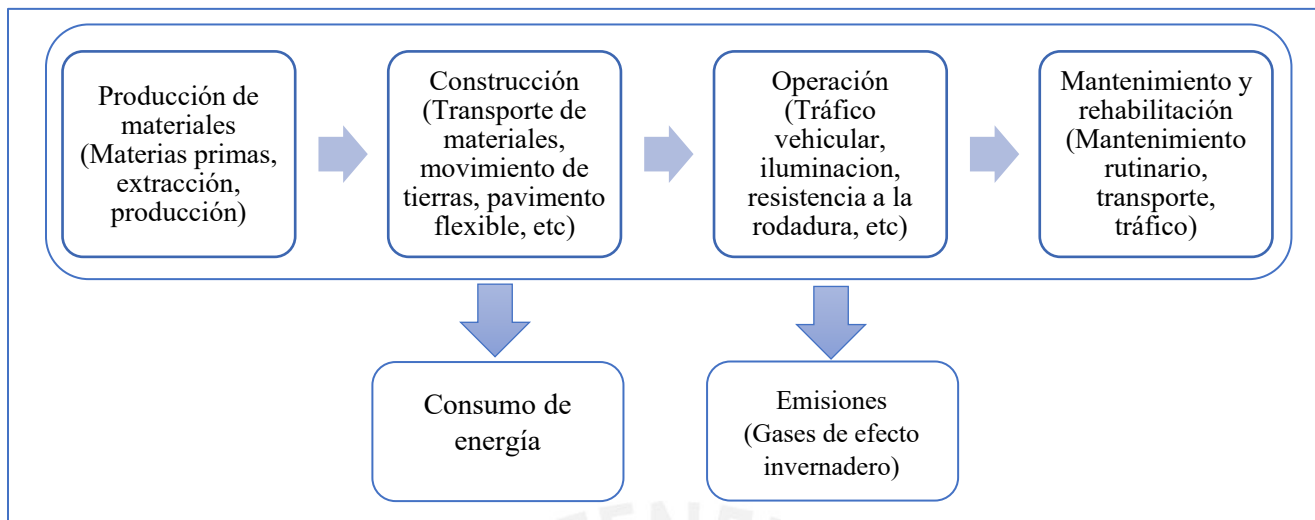 Producción de
materiales
(Materias primas,
extracción,
producción)
Construcción
(Transporte de
materiales,
movimiento de
tierras, pavimento
flexible, etc)
Operación
(Tráfico
vehicular,
iluminacion,
resistencia a la
rodadura, etc)
Mantenimiento y
rehabilitación
(Mantenimiento
rutinario,
transporte,
tráfico)
Consumo de
energía
Emisiones
(Gases de efecto
invernadero)